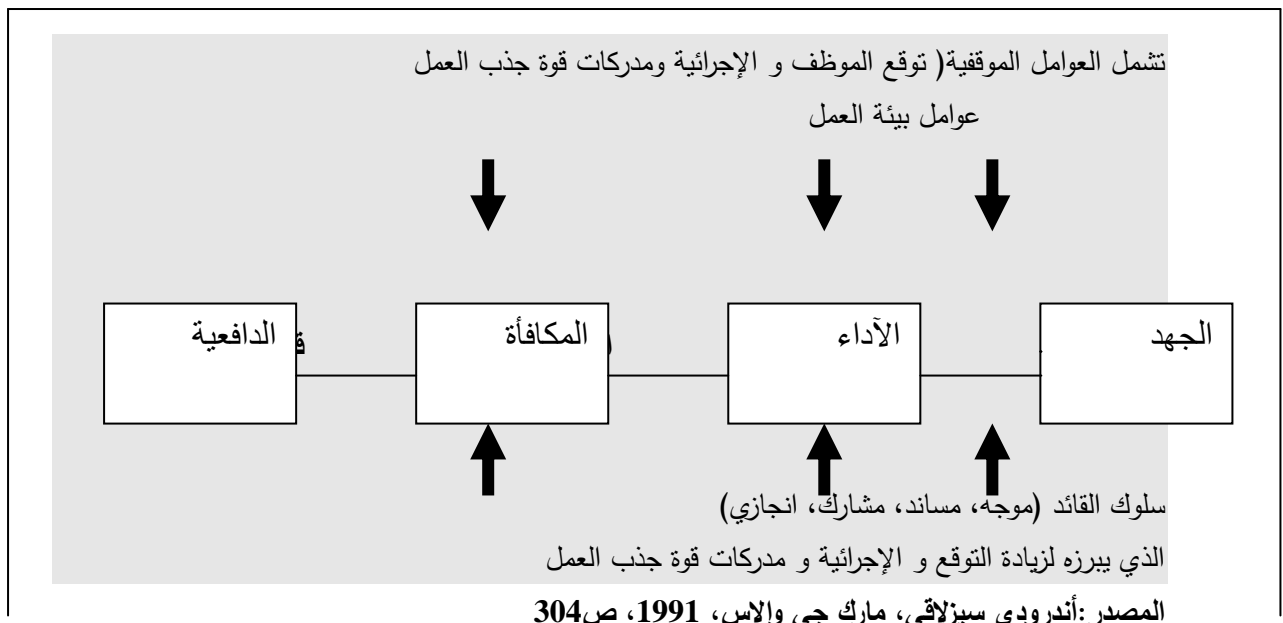 تشمل العوامل الموقفية( توقع الموظف و الإجرائية ومدركات قوة جذب العمل
عوامل بيئة العمل
الجهد
الآداء
المكافأة
الدافعية
سلوك القائد (موجه، مساند، مشارك، انجازي)
الذي يبرزه لزيادة التوقع و الإجرائية و مدركات قوة جذب العمل
المصدر :أندرودي سيزلاقي، مارك جي والاس، 1991، ص304